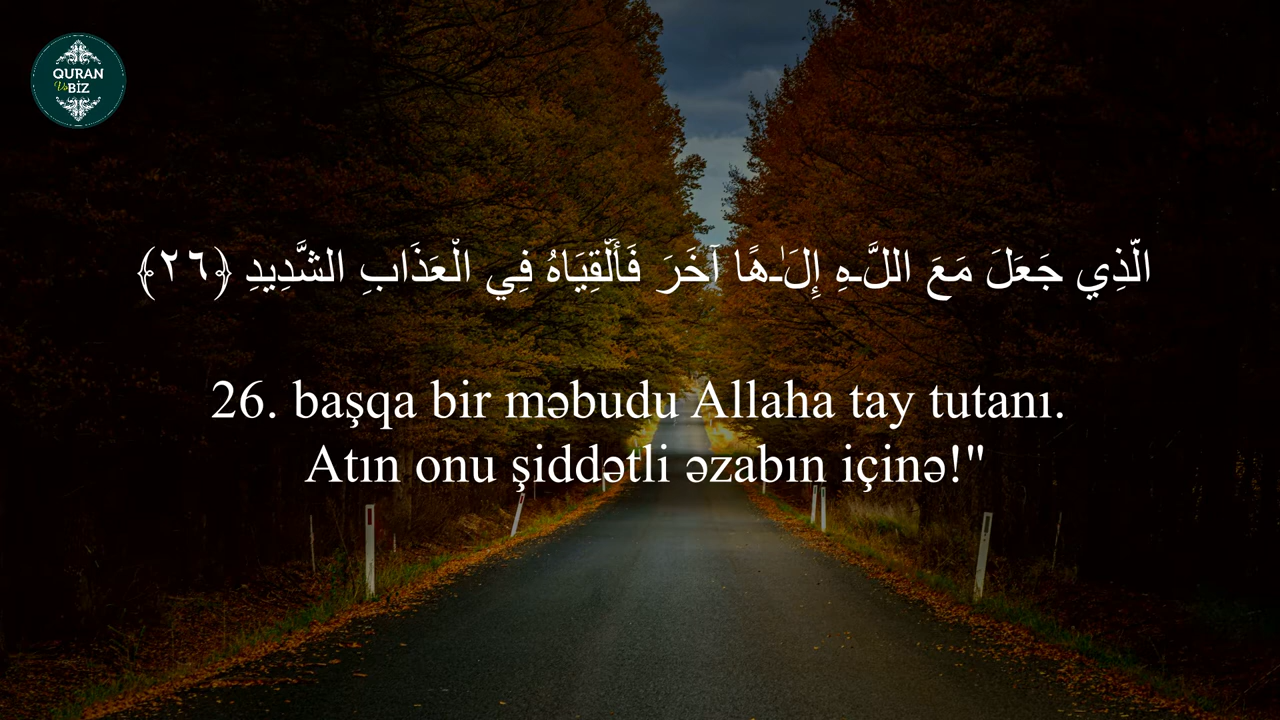 QURAN
Və BİZ
الَّذِي جَعَلَ مَعَ اللَّـهِ إِلَـٰهًا آخَرَ فَأَلْقِيَاهُ فِي الْعَذَابِ الشَّدِيدِ ﴿٢٦﴾
26. başqa bir məbudu Allaha tay tutanı.
Atın onu şiddətli əzabın içinə!"